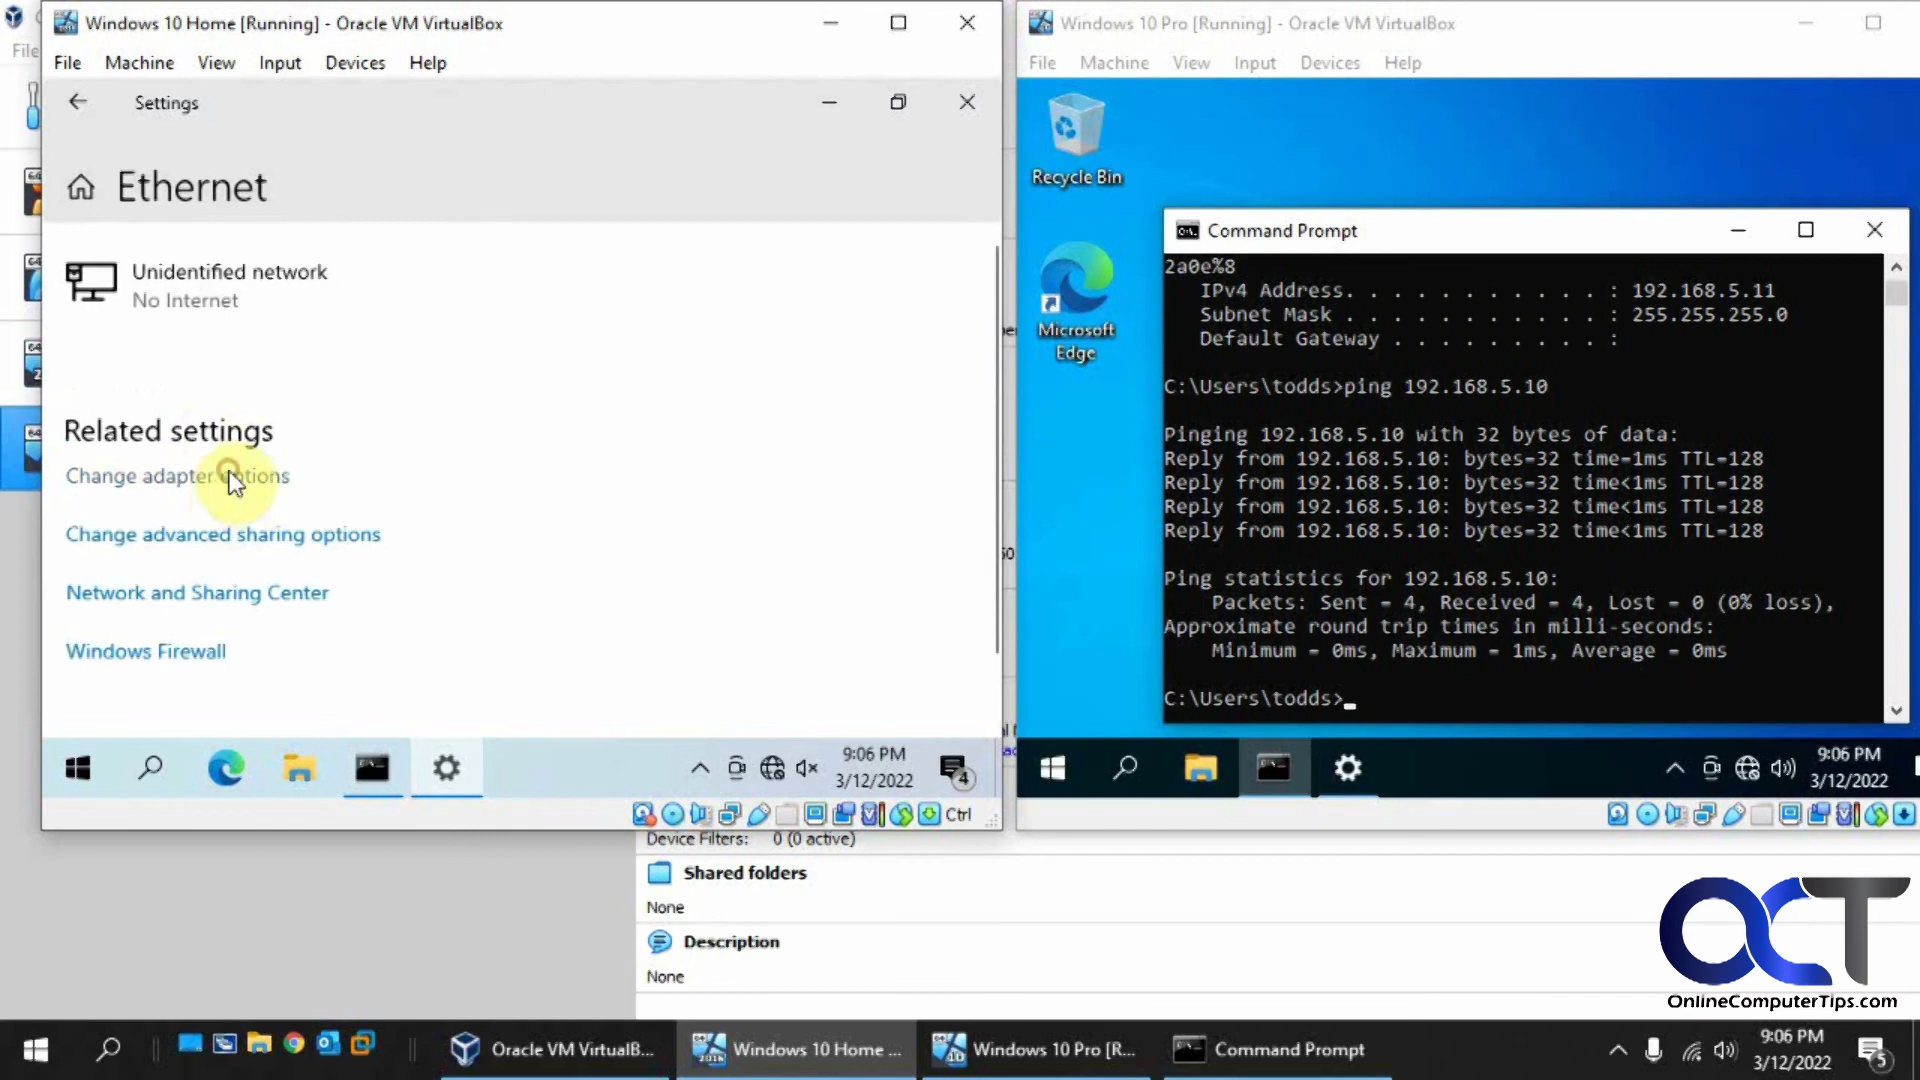 Windows 10 Home [Running] - Oracle VM VirtualBox
File Machine View Input Devices Help
Settings
Ethernet
Unidentified network
No Internet
Related settings
Change adapter options
Change advanced sharing options
Network and Sharing Center
Windows Firewall
9:06 PM
3/12/2022
4
Ctrl
Windows 10 Pro [Running] - Oracle VM VirtualBox
File Machine View Input Devices Help
Recycle Bin
Microsoft
Edge
Command Prompt
2a0e%8
IPv4 Address. . . . . . . . . . . : 192.168.5.11
Subnet Mask . . . . . . . . . . . : 255.255.255.0
Default Gateway . . . . . . . . . :
C:\Users\todds>ping 192.168.5.10
Pinging 192.168.5.10 with 32 bytes of data:
Reply from 192.168.5.10: bytes=32 time=1ms TTL=128
Reply from 192.168.5.10: bytes=32 time<1ms TTL=128
Reply from 192.168.5.10: bytes=32 time<1ms TTL=128
Reply from 192.168.5.10: bytes=32 time<1ms TTL=128
Ping statistics for 192.168.5.10:
Packets: Sent = 4, Received = 4, Lost = 0 (0% loss),
Approximate round trip times in milli-seconds:
Minimum = 0ms, Maximum = 1ms, Average = 0ms
C:\Users\todds>
9:06 PM
3/12/2022
File
Device Filters: 0 (0 active)
Shared folders
None
Description
None
OCT
OnlineComputerTips.com
Oracle VM VirtualB...
Windows 10 Home ...
Windows 10 Pro [R...
Command Prompt
9:06 PM
3/12/2022
5